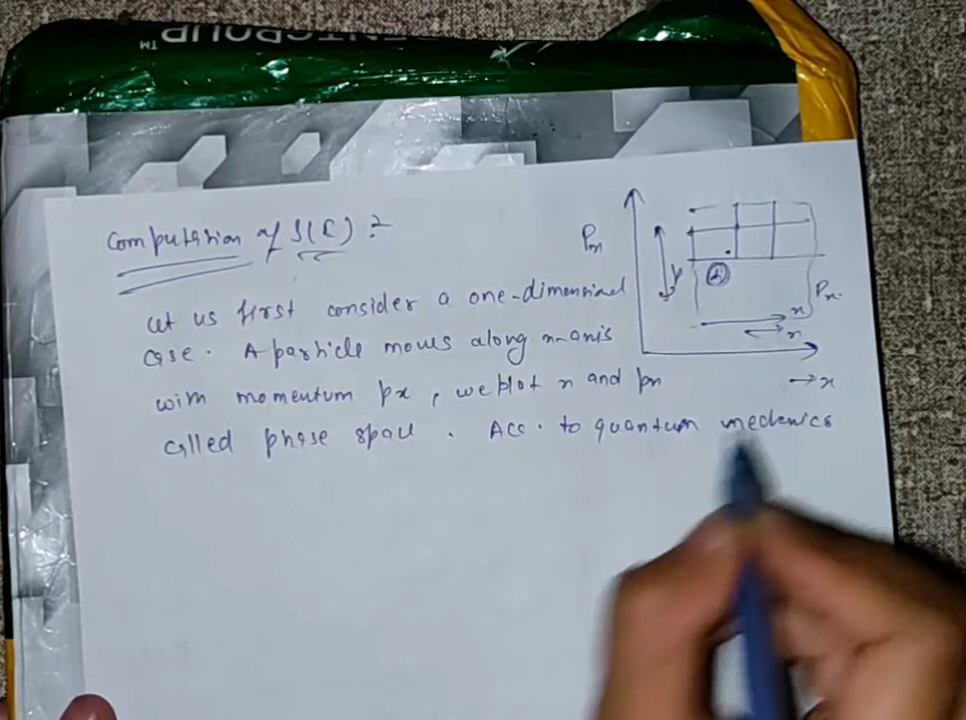 Computation of S(E) :-
Let us first consider a one-dimensional
case. A particle moves along x-axis
with momentum px, we plot x and px
called phase space. Acc. to quantum mechanics
Px
Px.
x
x
→ x